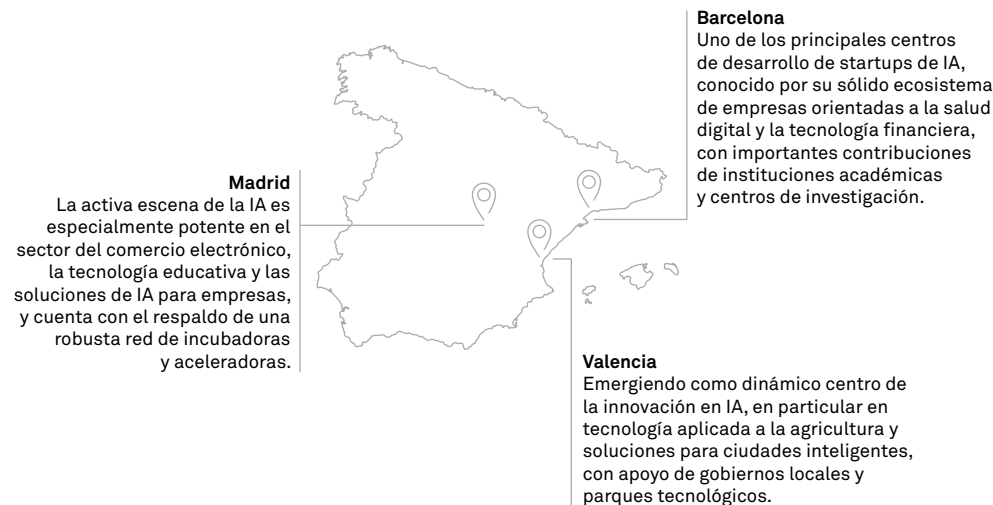 Barcelona
Uno de los principales centros
de desarrollo de startups de IA,
conocido por su sólido ecosistema
de empresas orientadas a la salud
digital y la tecnología financiera,
con importantes contribuciones
de instituciones académicas
y centros de investigación.
Madrid
La activa escena de la IA es
especialmente potente en el
sector del comercio electrónico,
la tecnología educativa y las
soluciones de IA para empresas,
y cuenta con el respaldo de una
robusta red de incubadoras
y aceleradoras.
Valencia
Emergiendo como dinámico centro de
la innovación en IA, en particular en
tecnología aplicada a la agricultura y
soluciones para ciudades inteligentes,
con apoyo de gobiernos locales y
parques tecnológicos.